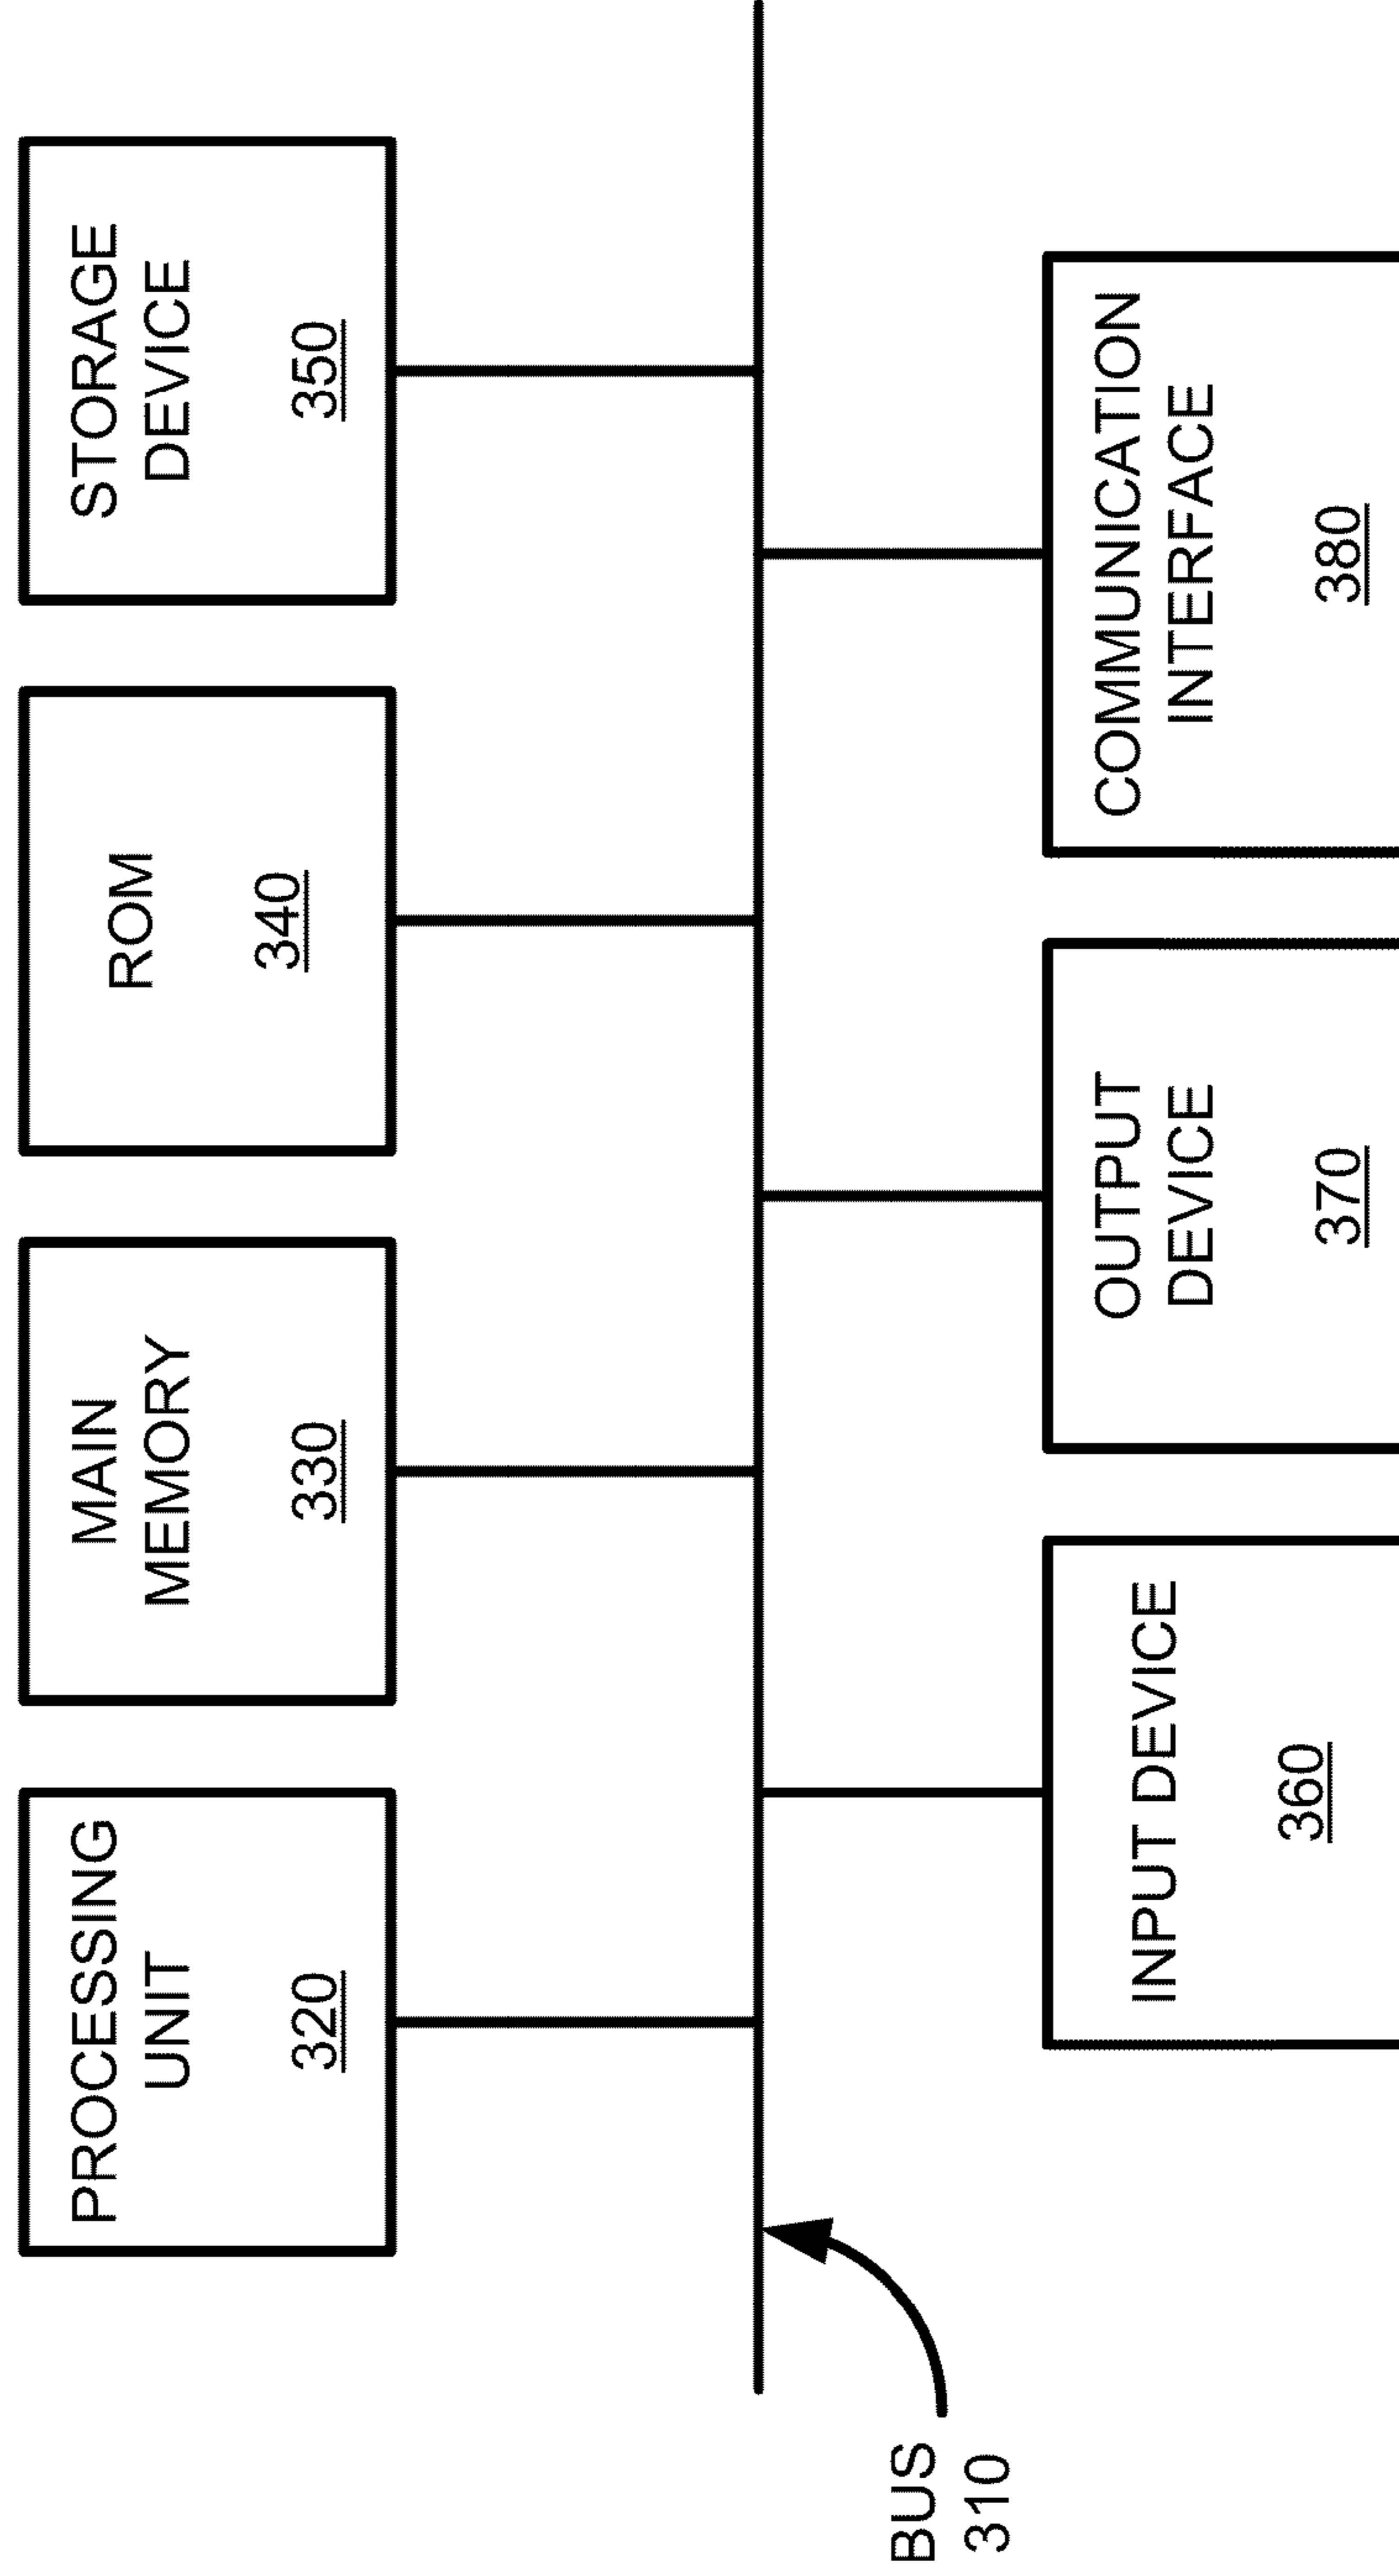 PROCESSING
UNIT
320
MAIN
MEMORY
330
ROM
340
STORAGE
DEVICE
350
BUS
310
INPUT DEVICE
360
OUTPUT
DEVICE
370
COMMUNICATION
INTERFACE
380